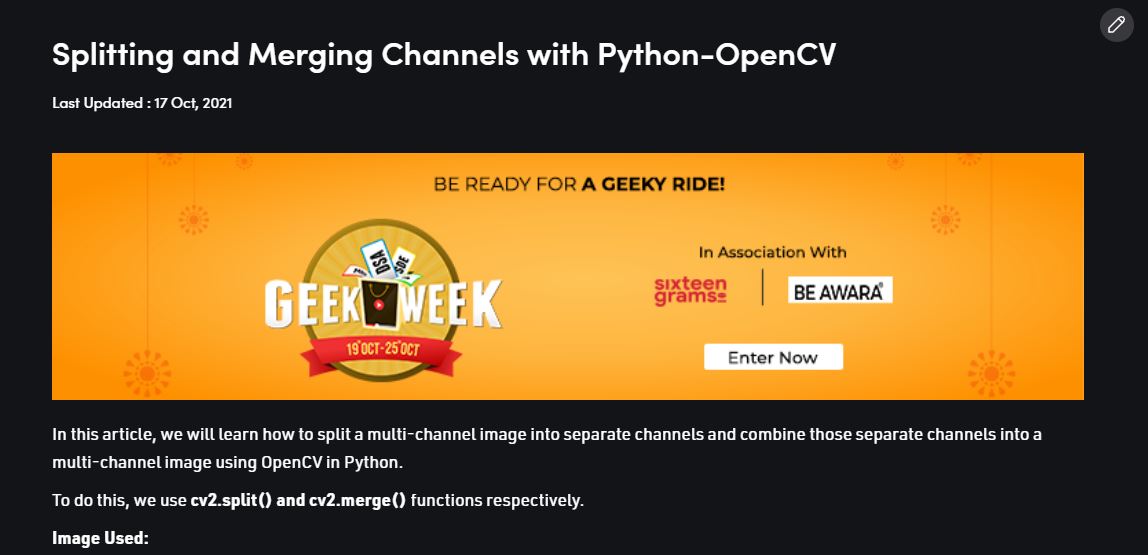 Splitting and Merging Channels with Python-OpenCV
Last Updated : 17 Oct, 2021
BE READY FOR A GEEKY RIDE!
DSA
SDE
GEEK WEEK
19 OCT - 25 OCT
In Association With
sixteen
grams
BE AWARA
Enter Now
In this article, we will learn how to split a multi-channel image into separate channels and combine those separate channels into a
multi-channel image using OpenCV in Python.
To do this, we use cv2.split() and cv2.merge() functions respectively.
Image Used: